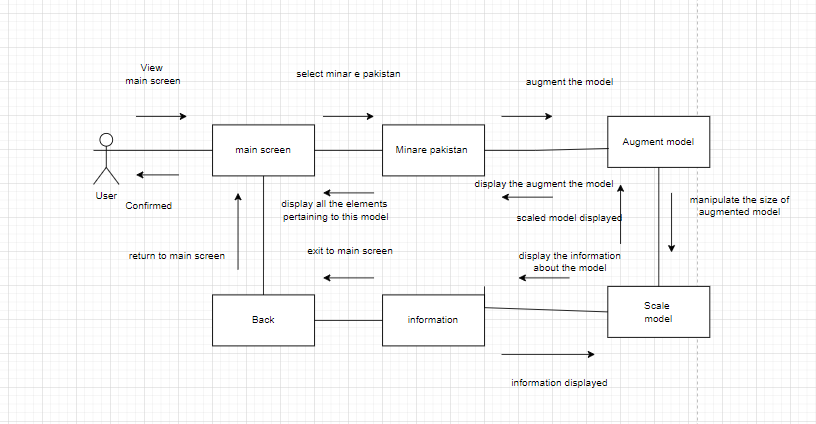 View
main screen
select minar e pakistan
augment the model
main screen
Minare pakistan
Augment model
User
Confirmed
display all the elements
pertaining to this model
display the augment the model
scaled model displayed
manipulate the size of
augmented model
return to main screen
exit to main screen
display the information
about the model
Back
information
Scale
model
information displayed